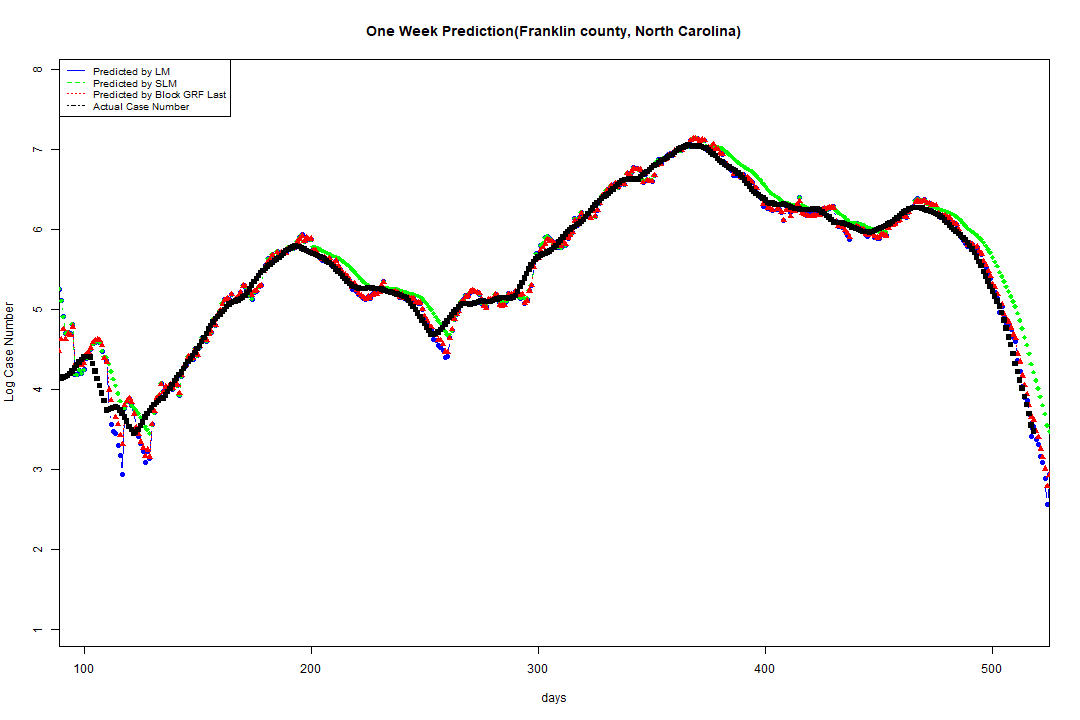 One Week Prediction(Franklin county, North Carolina)
Predicted by LM
Predicted by SLM
Predicted by Block GRF Last
Actual Case Number
8
7
6
5
4
3
2
1
Log Case Number
100 200 300 400 500
days